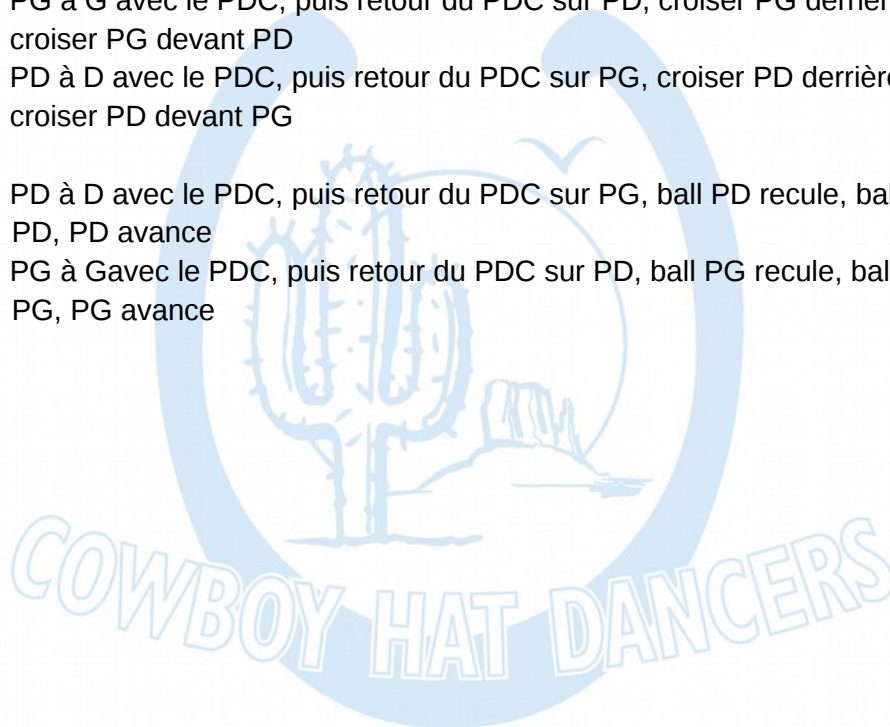 PG à G avec le PDC, puis retour du PDC sur PD, croiser PG
croiser PG devant PD
PD à D avec le PDC, puis retour du PDC sur PG, croiser PD derrière
croiser PD devant PG
PD à D avec le PDC, puis retour du PDC sur PG, ball PD recule,
PD, PD avance
PG à Gavec le PDC, puis retour du PDC sur PD, ball PG recule,
PG, PG avance
COWBOY HAT DANCERS